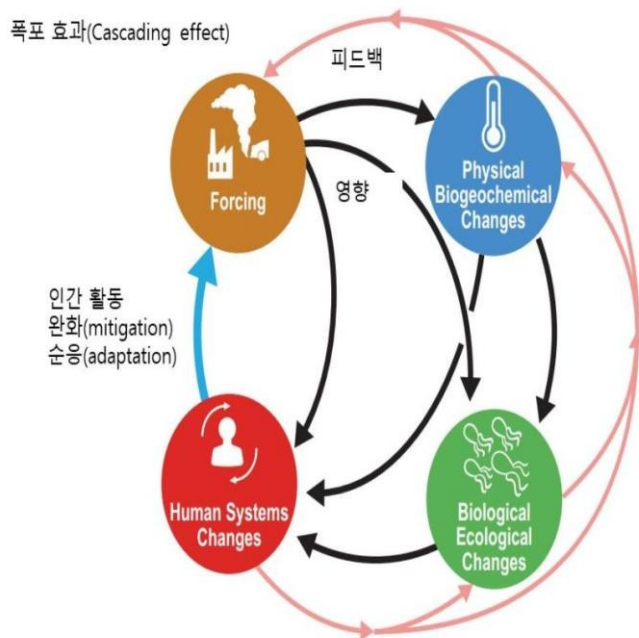 폭포 효과(Cascading effect)
피드백
Forcing
Physical
Biogeochemical
Changes
영향
인간 활동
완화(mitigation)
순응(adaptation)
Human Systems
Changes
Biological
Ecological
Changes